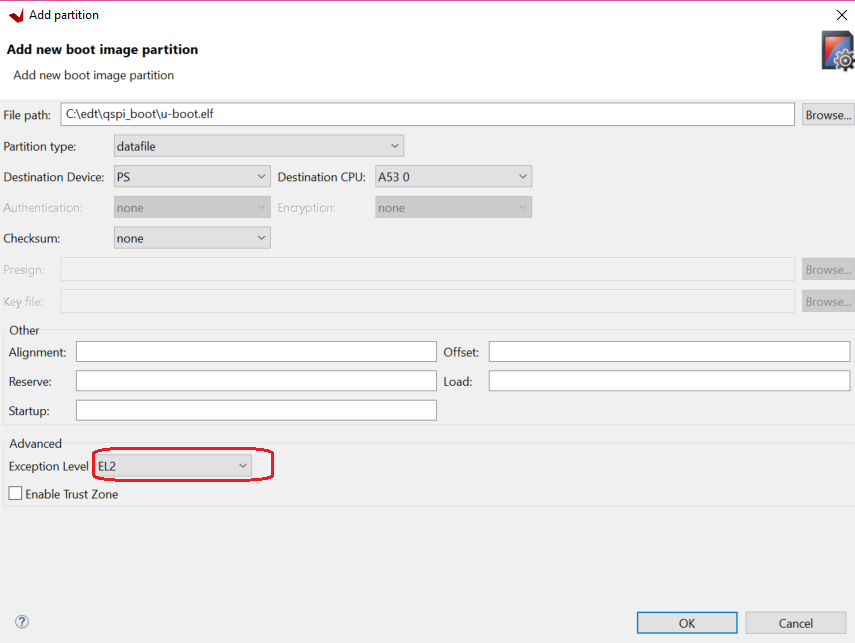 Add partition
Add new boot image partition
Add new boot image partition
File path: C:\edt\qspi_boot\u-boot.elf Browse...
Partition type: datafile
Destination Device: PS Destination CPU: A53 0
Authentication: none Encryption: none
Checksum: none
Presign: Browse...
Key file: Browse...
Other
Alignment: Offset:
Reserve: Load:
Startup:
Advanced
Exception Level EL2
Enable Trust Zone
? OK Cancel